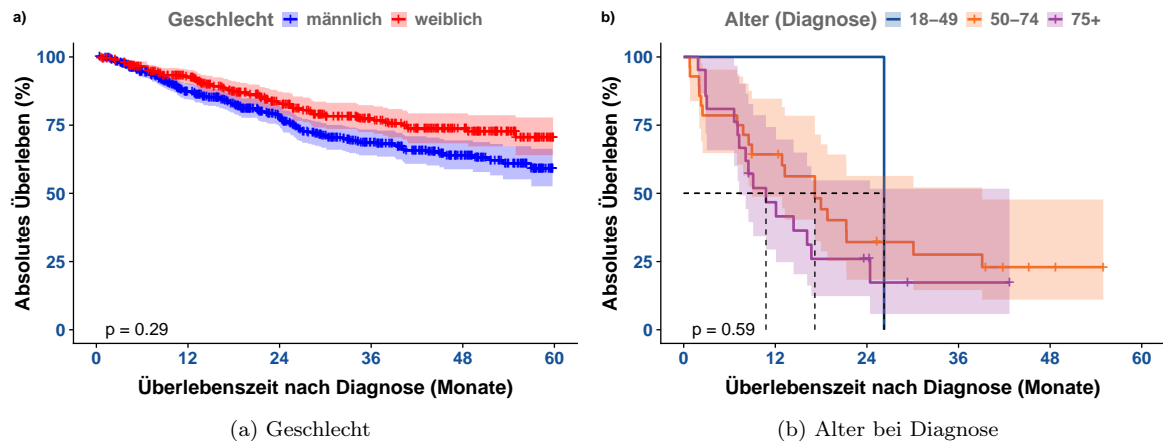 a)
Geschlecht männlich weiblich
Absolutes Überleben (%)
100
75
50
25
0
p = 0.29
0 12 24 36 48 60
Überlebenszeit nach Diagnose (Monate)
(a) Geschlecht
b)
Alter (Diagnose) 18−49 50−74 75+
Absolutes Überleben (%)
100
75
50
25
0
p = 0.59
0 12 24 36 48 60
Überlebenszeit nach Diagnose (Monate)
(b) Alter bei Diagnose